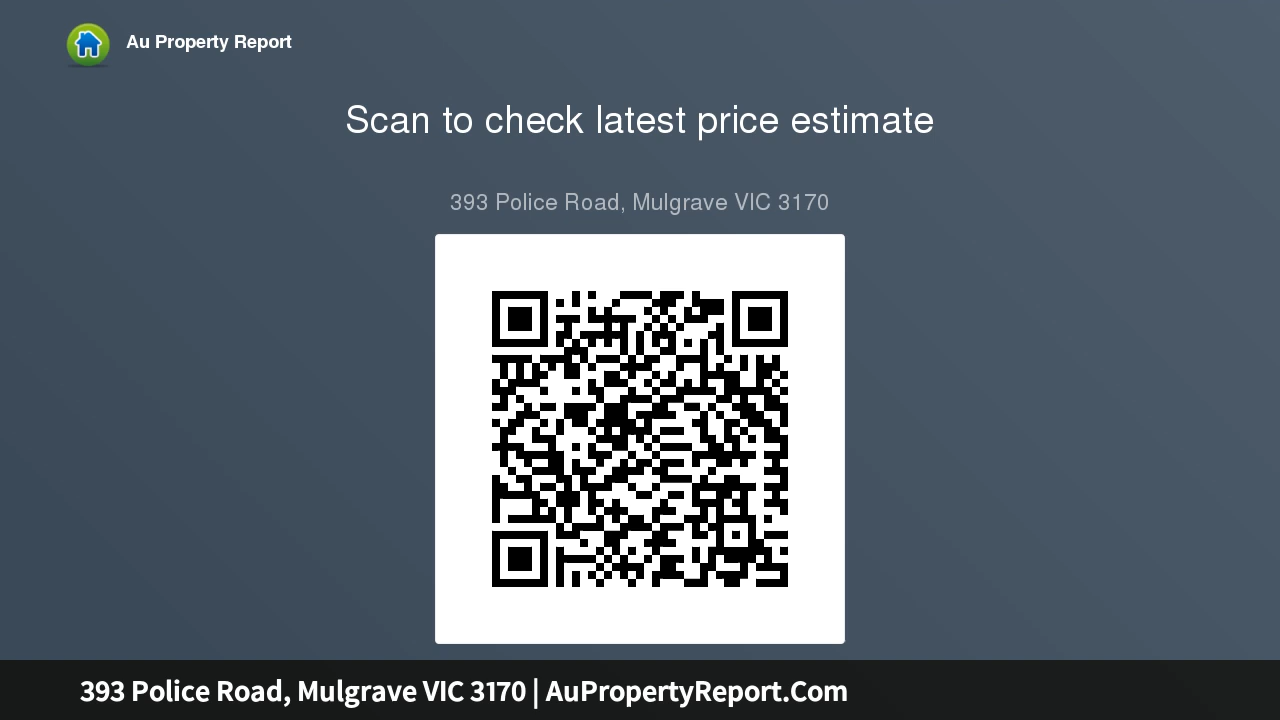 Au Property Report
Scan to check latest price estimate
393 Police Road, Mulgrave VIC 3170
393 Police Road, Mulgrave VIC 3170 | AuPropertyReport.Com